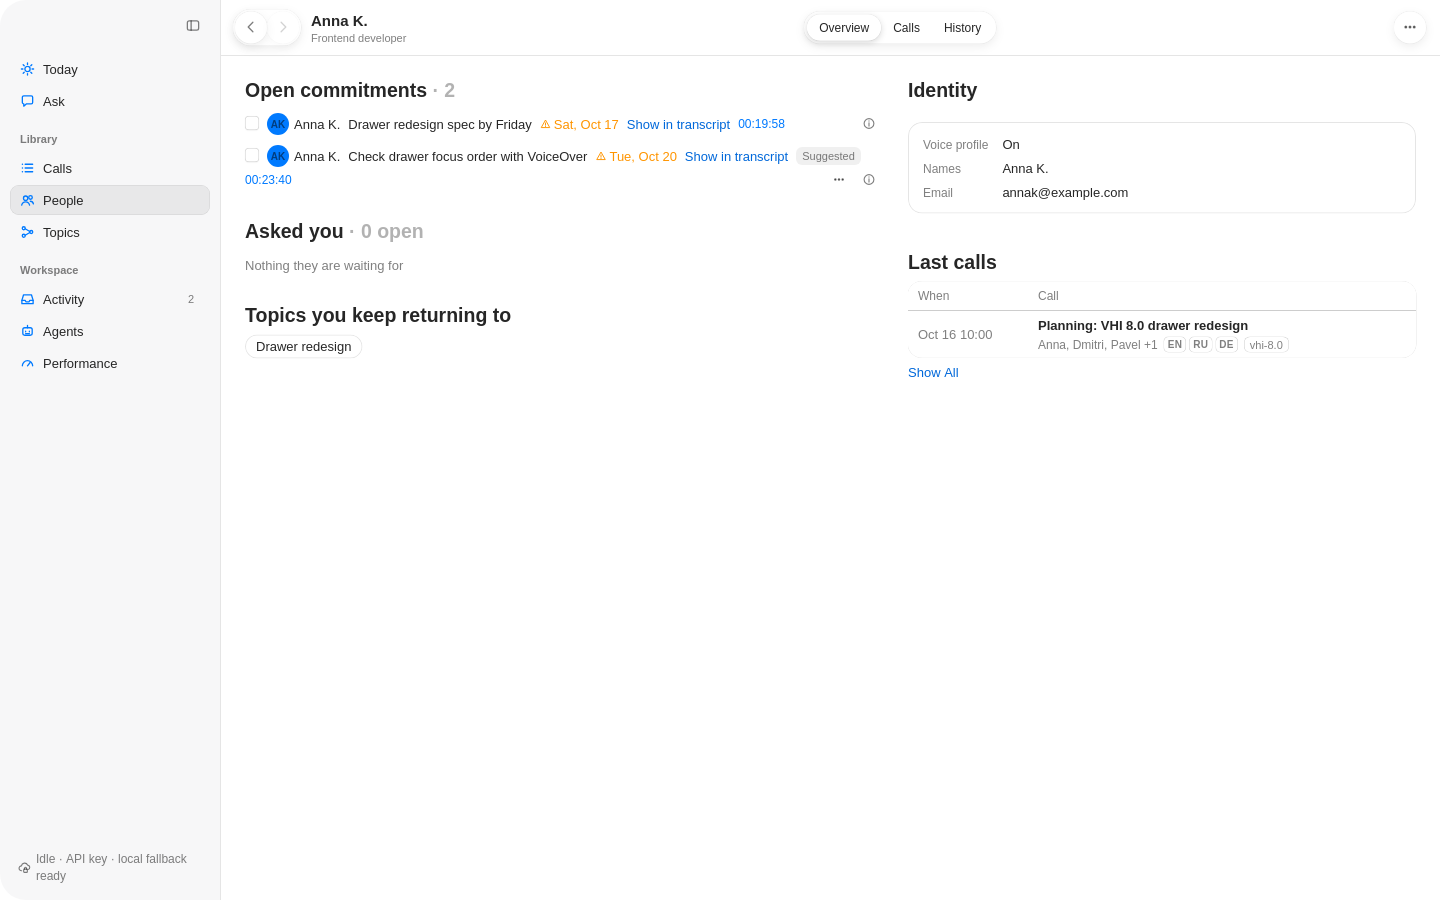 Today
Ask
Library
Calls
People
Topics
Workspace
Activity 2
Agents
Performance
Idle · API key · local fallback
ready
Anna K.
Frontend developer
Overview Calls History
Open commitments · 2
AK Anna K. Drawer redesign spec by Friday Sat, Oct 17 Show in transcript 00:19:58
AK Anna K. Check drawer focus order with VoiceOver Tue, Oct 20 Show in transcript Suggested
00:23:40
Asked you · 0 open
Nothing they are waiting for
Topics you keep returning to
Drawer redesign
Identity
Voice profile On
Names Anna K.
Email annak@example.com
Last calls
When Call
Oct 16 10:00 Planning: VHI 8.0 drawer redesign
Anna, Dmitri, Pavel +1 EN RU DE vhi-8.0
Show All